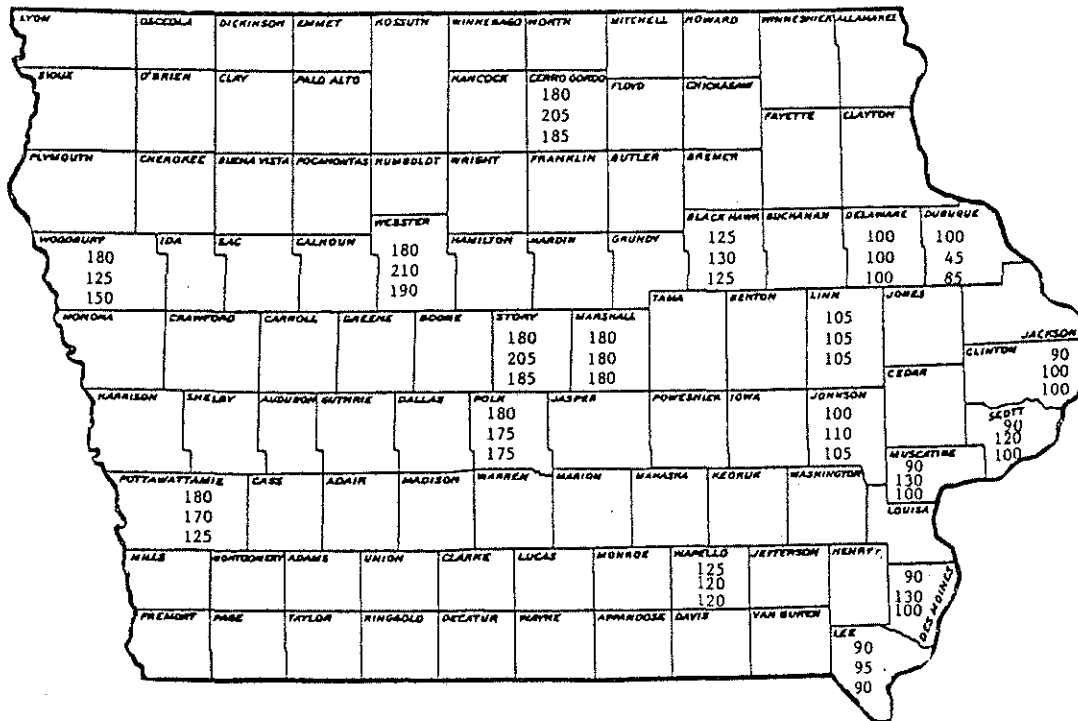 LYON OSCEOLA DICKINSON EMMET KOSSUTH WINNEBAGO WORTH MITCHELL HOWARD WINNESHIEK ALLAMAKEE
SIOUX O'BRIEN CLAY PALO ALTO HANCOCK CERRO GORDO FLOYD CHICKASAW
180
205
185
FAYETTE CLAYTON
PLYMOUTH CHEROKEE BUENA VISTA POCAHONTAS HUMBOLDT WRIGHT FRANKLIN BUTLER BREMER
WEBSTER
180
210
190
BLACK HAWK BUCHANAN DELAWARE DUBUQUE
125 100 100
130 100 45
125 100 85
WOODBURY IDA SAC CALHOUN HAMILTON HARDIN GRUNDY
180
125
150
TAMA BENTON LINN JONES
105
105
105
JACKSON
MONONA CRAWFORD CARROLL GREENE BOONE STORY MARSHALL
180 180
205 180
185 180
CLINTON 90
100
100
CEDAR
HARRISON SHELBY AUDUBON GUTHRIE DALLAS POLK JASPER POWESHIEK IOWA JOHNSON
180 100
175 110
175 105
SCOTT
90
120
100
MUSCATINE
90
130
100
POTTAWATTAMIE CASS ADAIR MADISON WARREN MARION MAHASKA KEOKUK WASHINGTON
180
170
125
LOUISA
MILLS MONTGOMERY ADAMS UNION CLARKE LUCAS MONROE WAPELLO JEFFERSON HENRY
125
120
120
90
130
100
DES MOINES
FREMONT PAGE TAYLOR RINGGOLD DECATUR WAYNE APPANOOSE DAVIS VAN BUREN
LEE
90
95
90